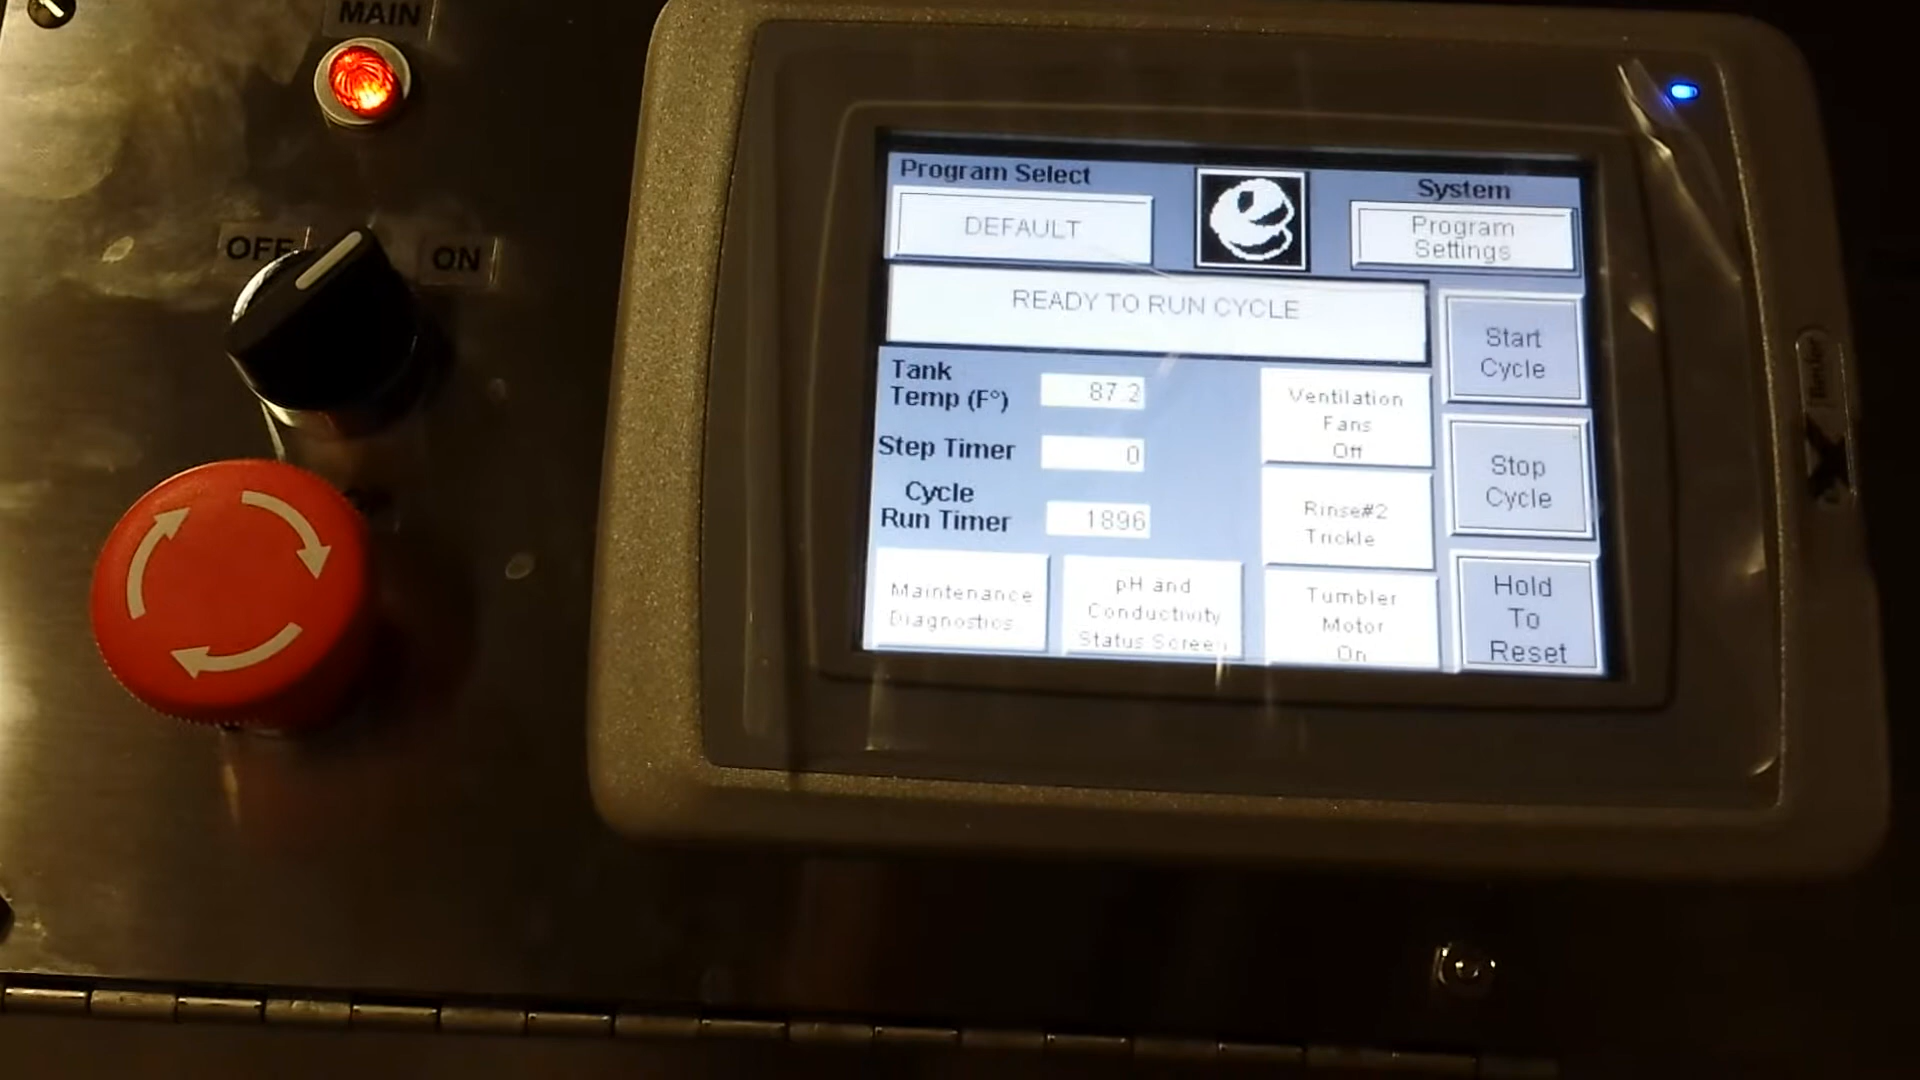 MAIN
OFF
ON
Program Select
DEFAULT
System
Program
Settings
READY TO RUN CYCLE
Start
Cycle
Tank
Temp (F°)
87.2
Ventilation
Fans
Off
Step Timer
0
Stop
Cycle
Cycle
Run Timer
1896
Rinse#2
Trickle
Maintenance
Diagnostics
pH and
Conductivity
Status Screen
Tumbler
Motor
On
Hold
To
Reset